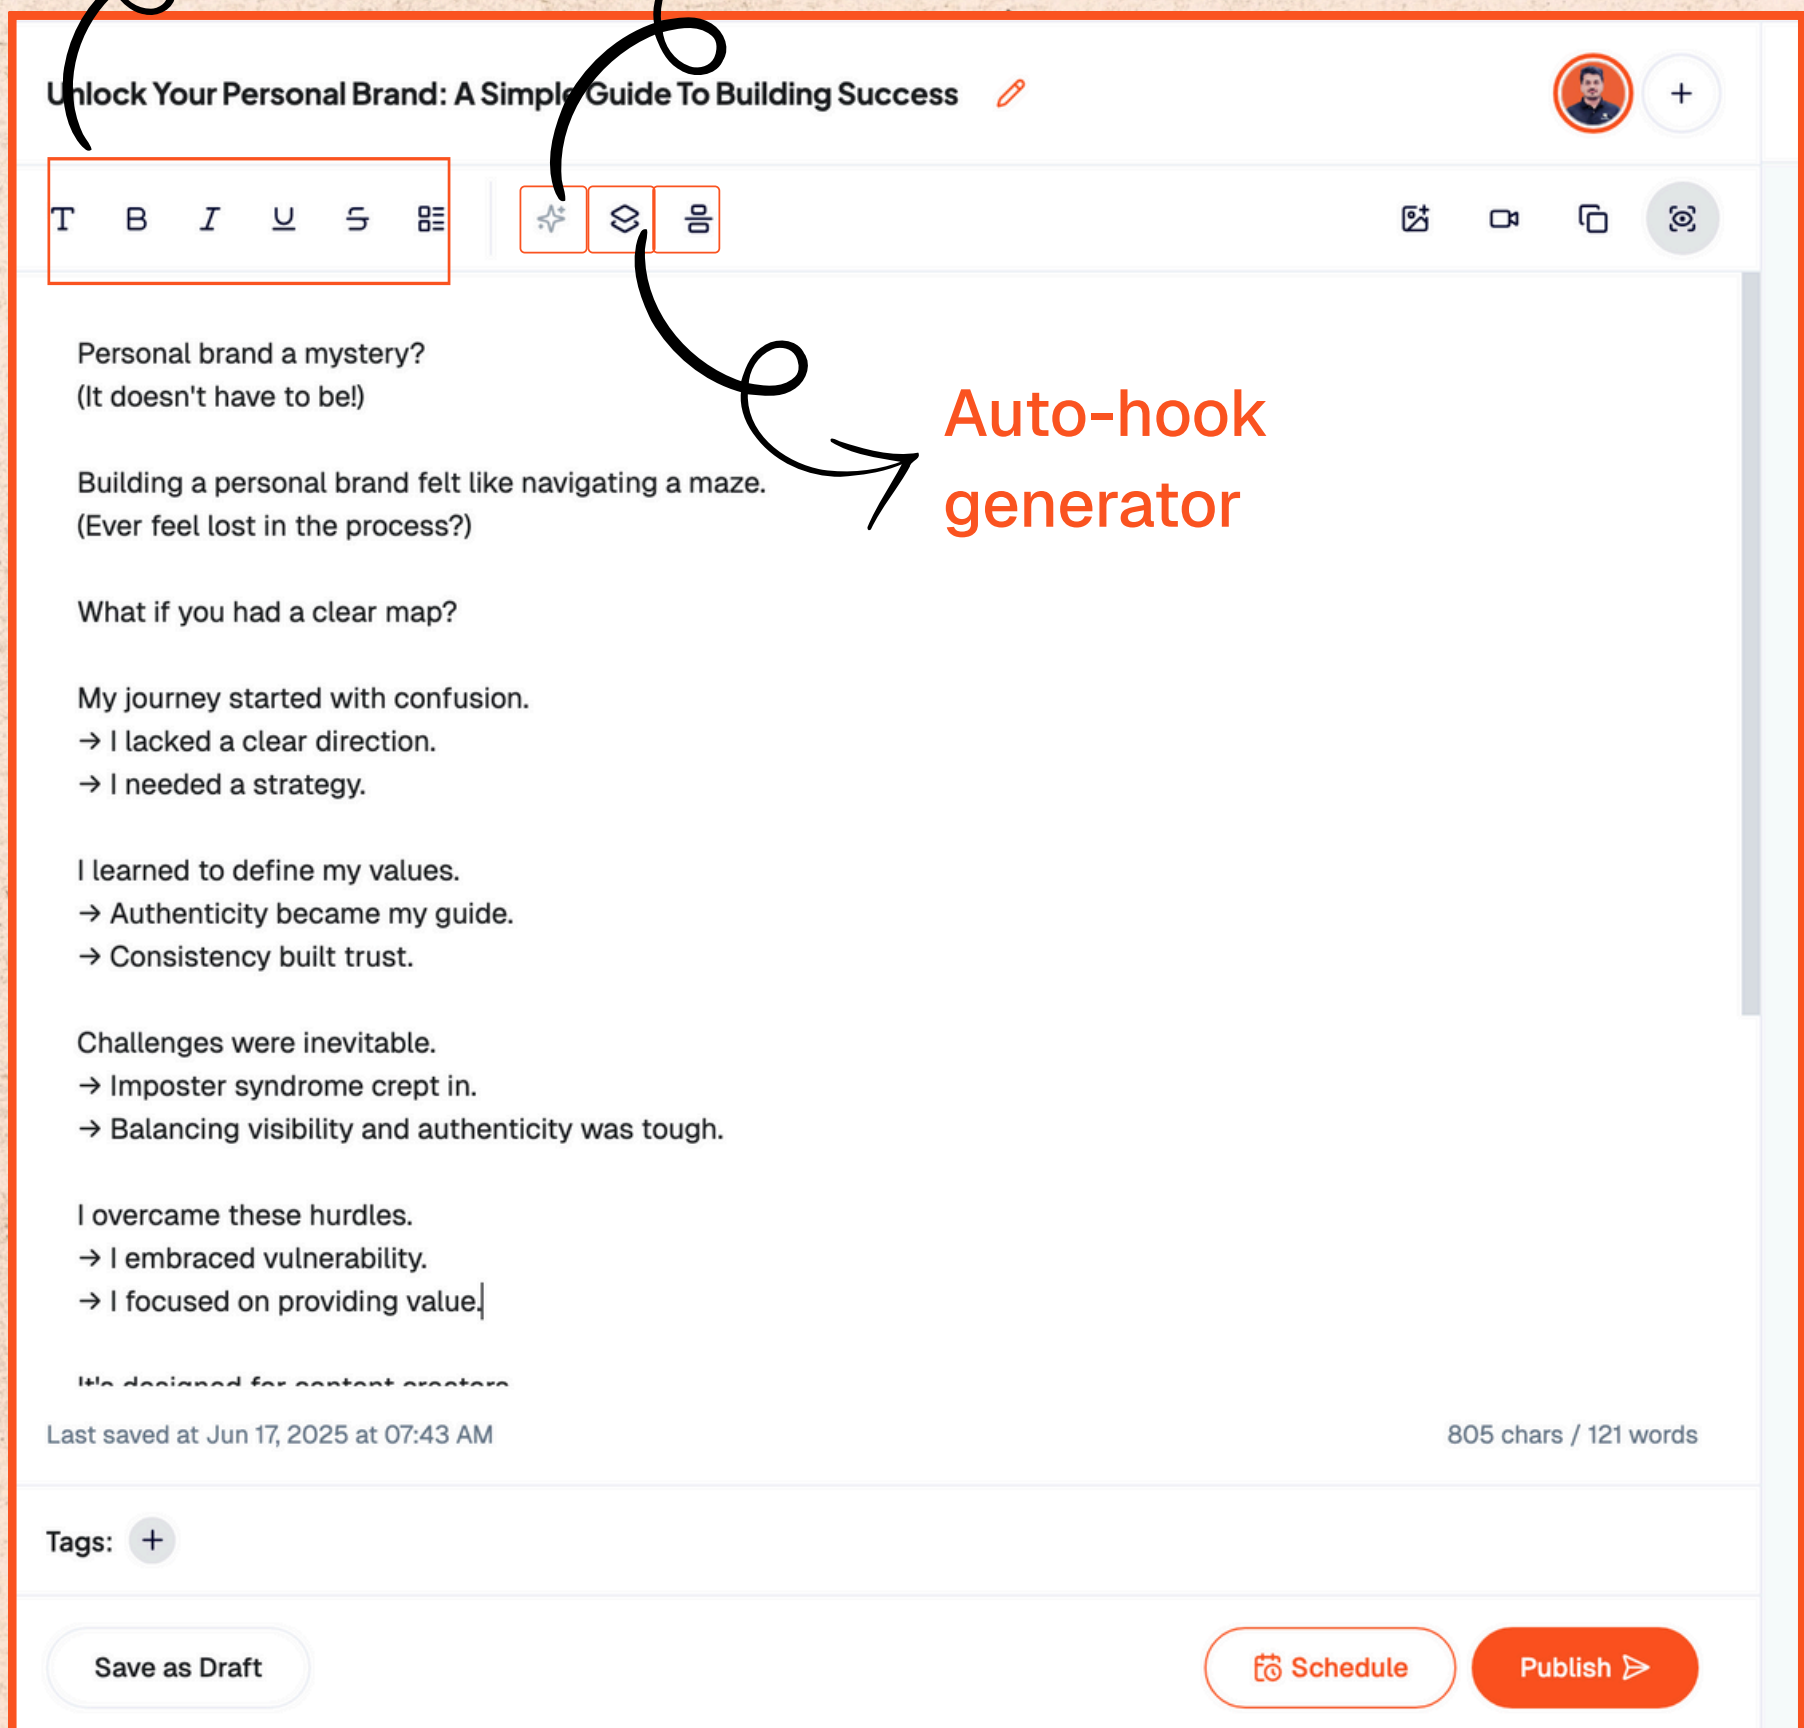 Unlock Your Personal Brand: A Simple Guide To Building Success
T B I U S
Auto-hook
generator
Personal brand a mystery?
(It doesn't have to be!)
Building a personal brand felt like navigating a maze.
(Ever feel lost in the process?)
What if you had a clear map?
My journey started with confusion.
→ I lacked a clear direction.
→ I needed a strategy.
I learned to define my values.
→ Authenticity became my guide.
→ Consistency built trust.
Challenges were inevitable.
→ Imposter syndrome crept in.
→ Balancing visibility and authenticity was tough.
I overcame these hurdles.
→ I embraced vulnerability.
→ I focused on providing value.
It's designed for content creators
Last saved at Jun 17, 2025 at 07:43 AM
805 chars / 121 words
Tags: +
Save as Draft
Schedule
Publish